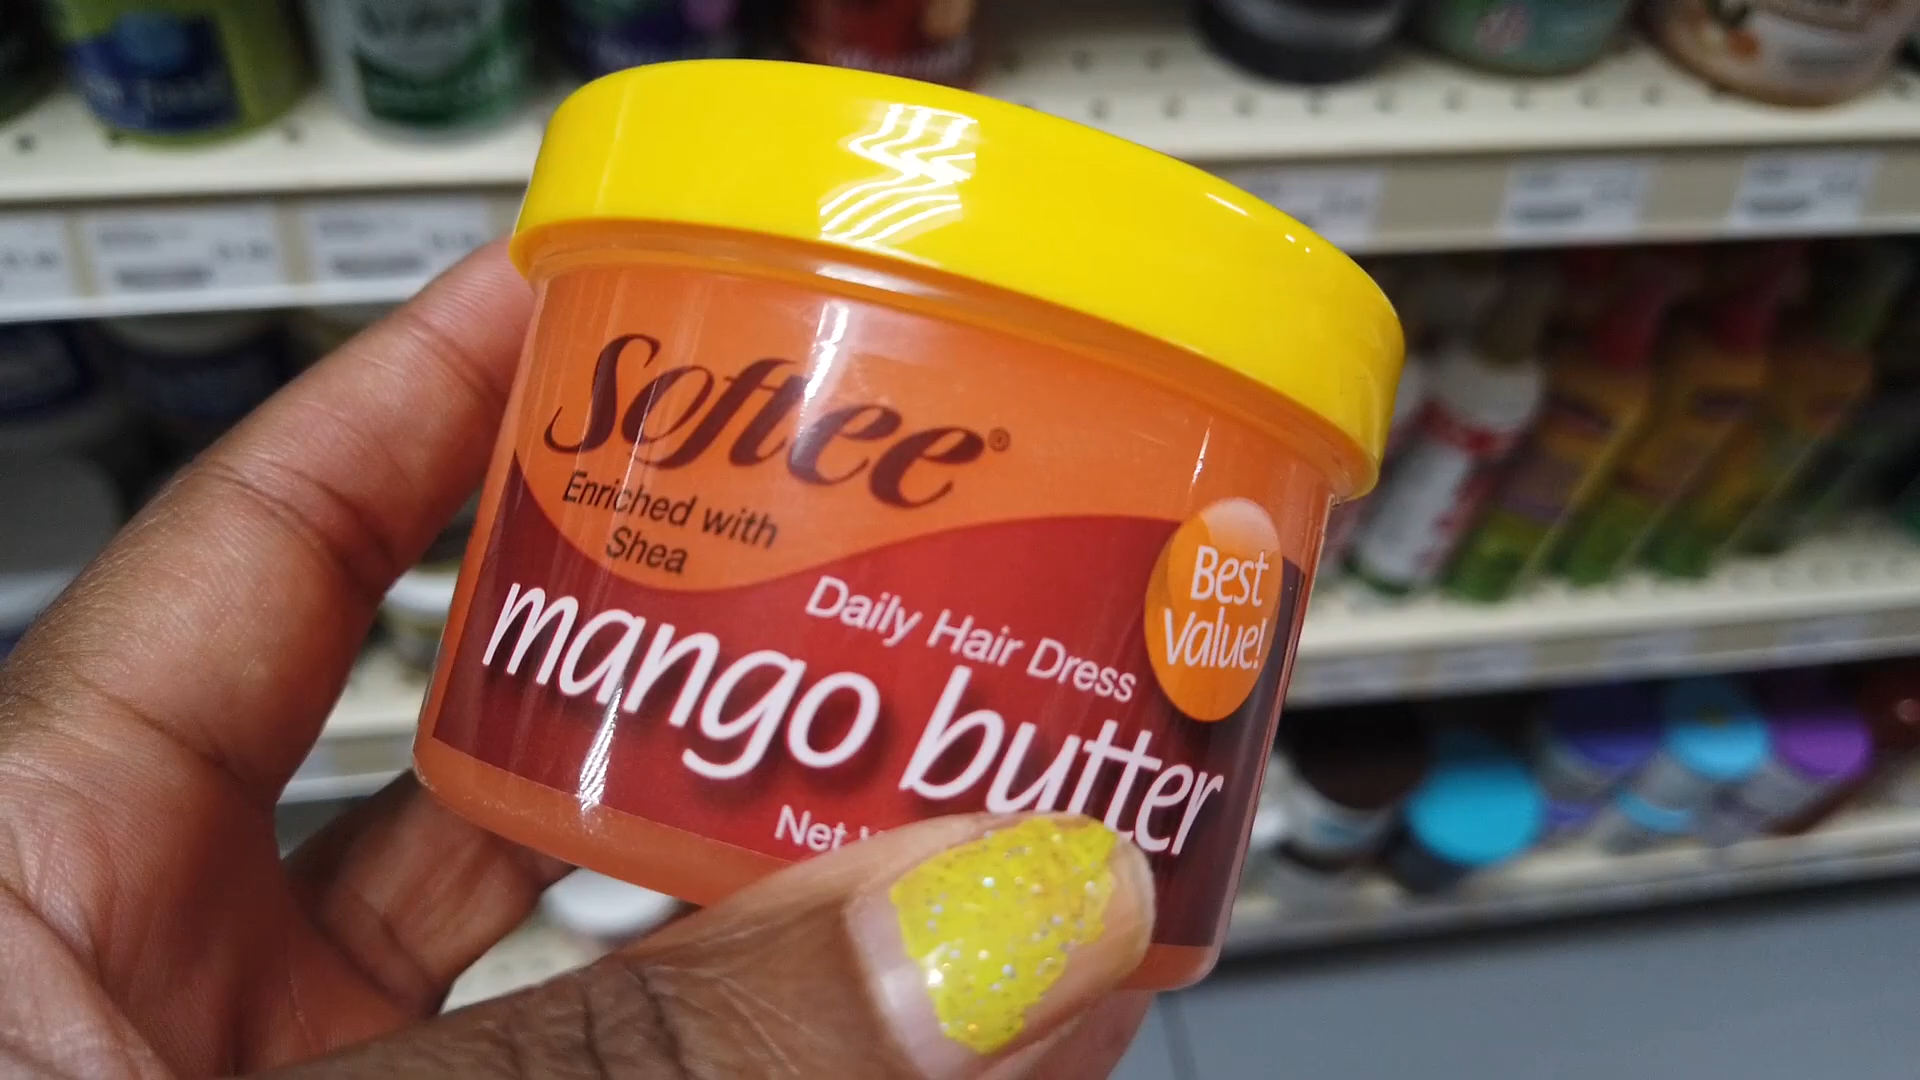 Softee®
Enriched with
Shea
Best
Value!
Daily Hair Dress
mango butter
Net